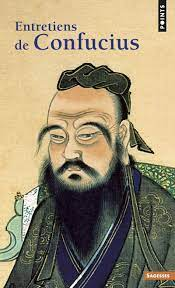 Entretiens
de Confucius
POINTS
SAGESSES